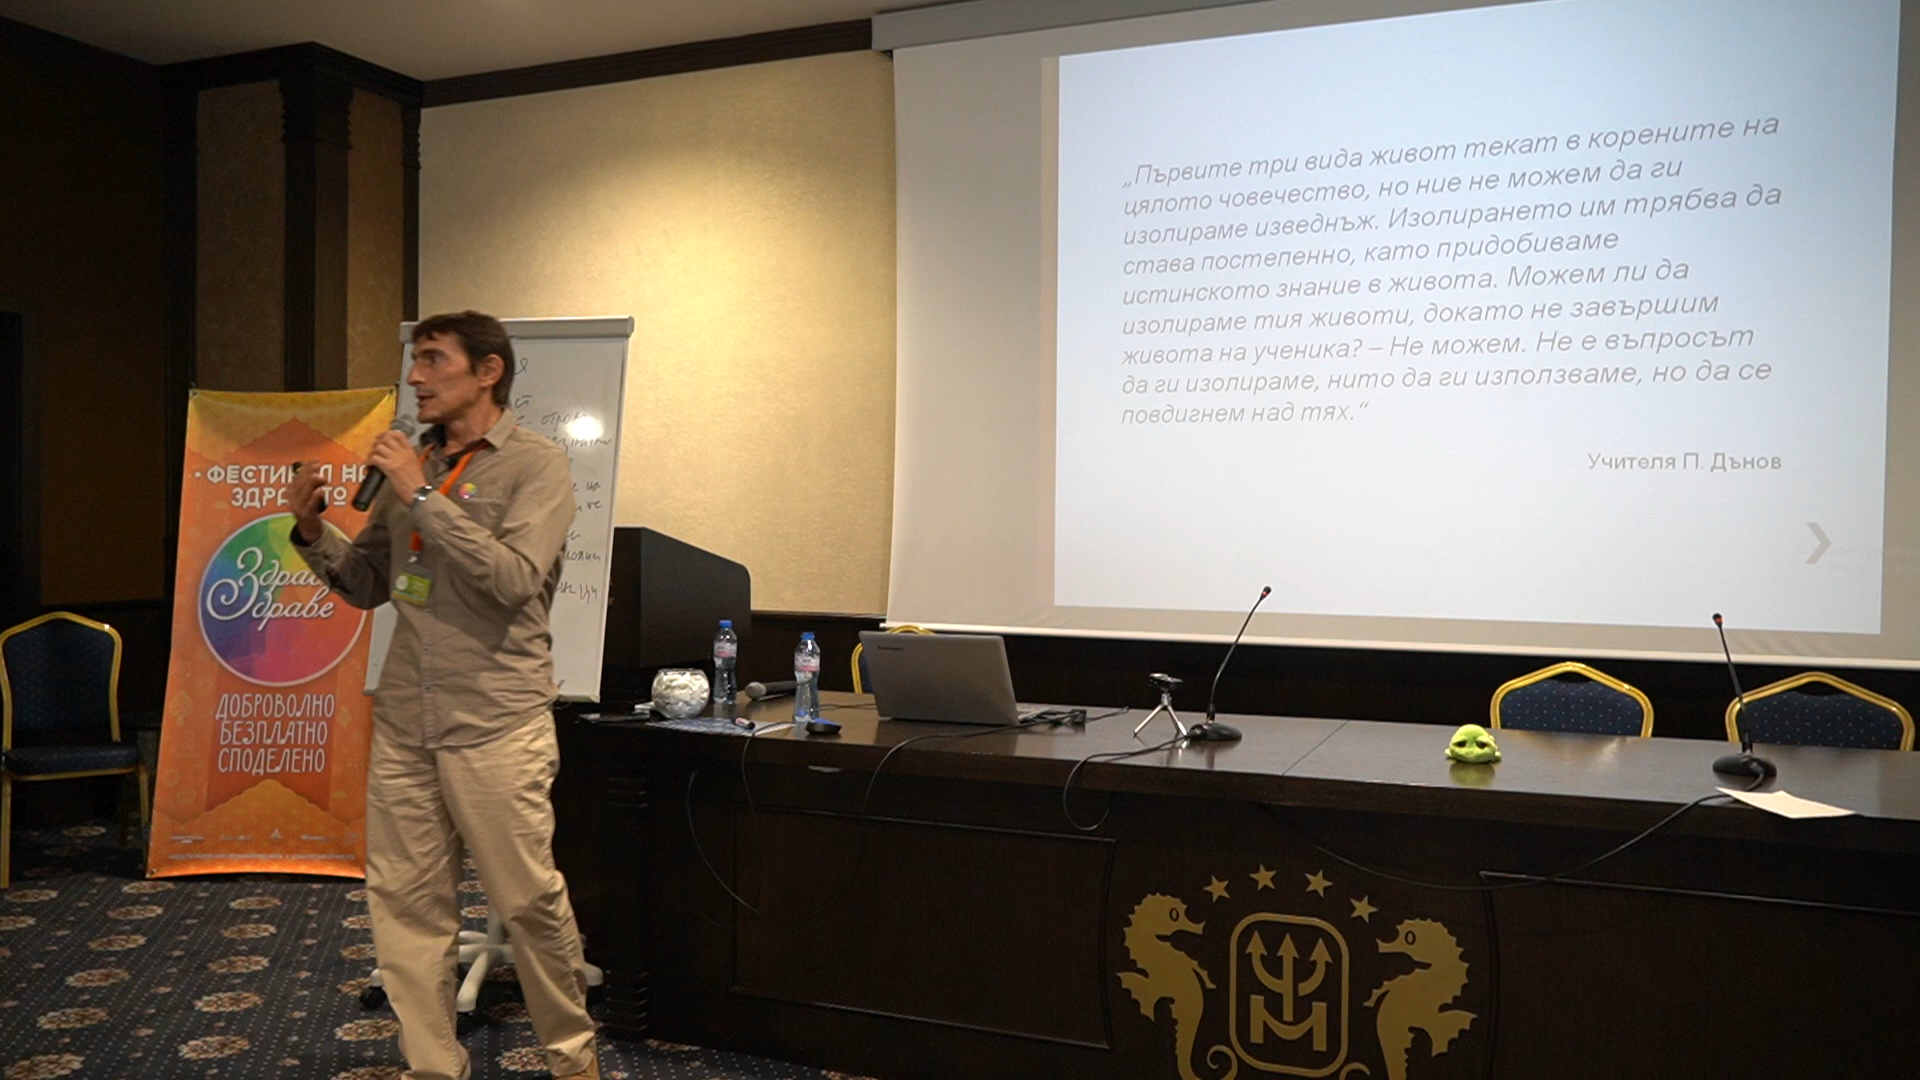 „Първите три вида живот текат в корените на
цялото човечество, но ние не можем да ги
изолираме изведнъж. Изолирането им трябва да
става постепенно, като придобиваме
истинското знание в живота. Можем ли да
изолираме тия животи, докато не завършим
живота на ученика? – Не можем. Не е въпросът
да ги изолираме, нито да ги използваме, но да се
повдигнем над тях.“
Учителя П. Дънов
Здраве
ДОБРОВОЛНО
БЕЗПЛАТНО
СПОДЕЛЕНО
М